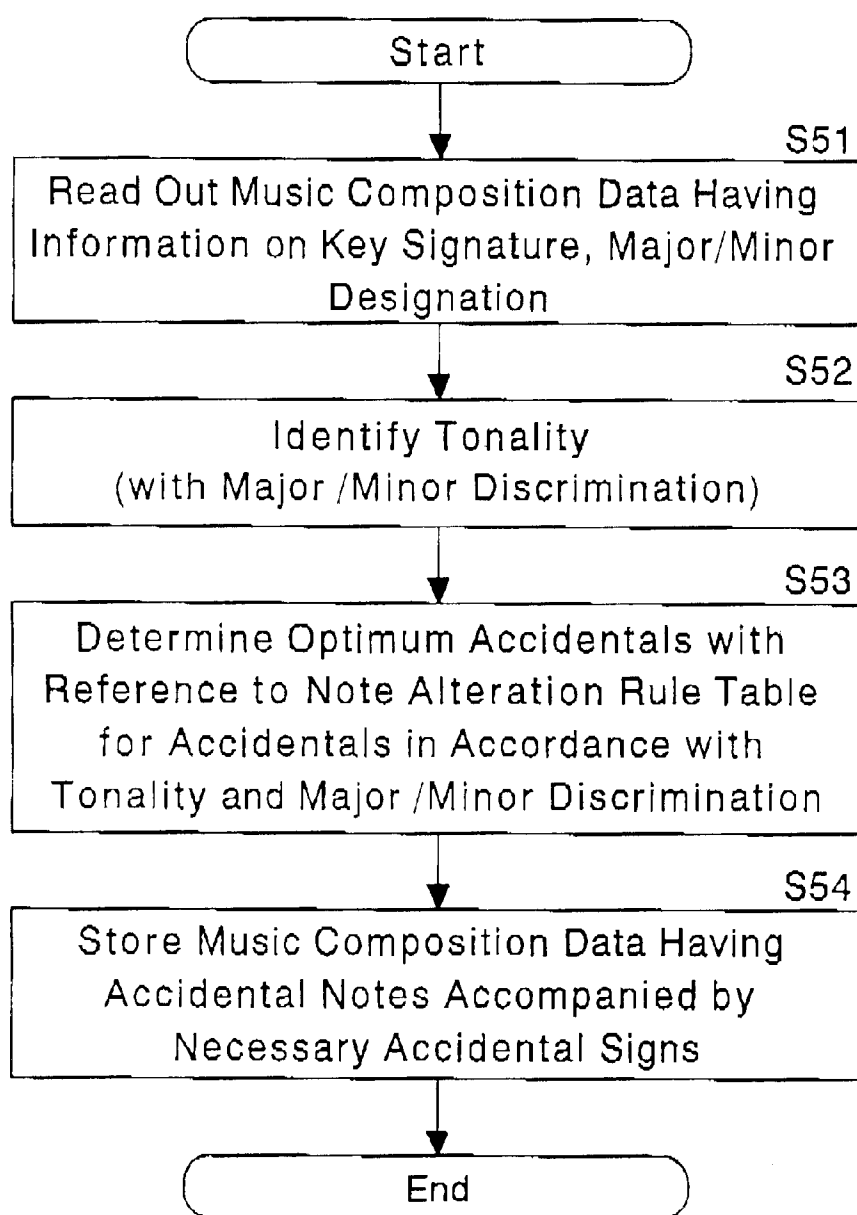 Start
S51
Read Out Music Composition Data Having
Information on Key Signature, Major/Minor
Designation
S52
Identify Tonality
(with Major /Minor Discrimination)
S53
Determine Optimum Accidentals with
Reference to Note Alteration Rule Table
for Accidentals in Accordance with
Tonality and Major /Minor Discrimination
S54
Store Music Composition Data Having
Accidental Notes Accompanied by
Necessary Accidental Signs
End